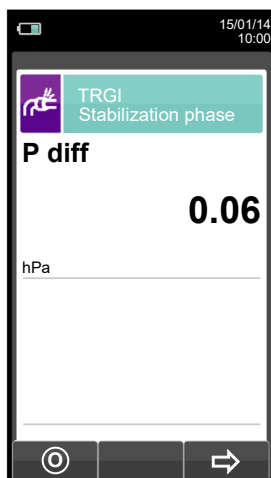 15/01/14
10:00
TRGI
Stabilization phase
P diff
0.06
hPa